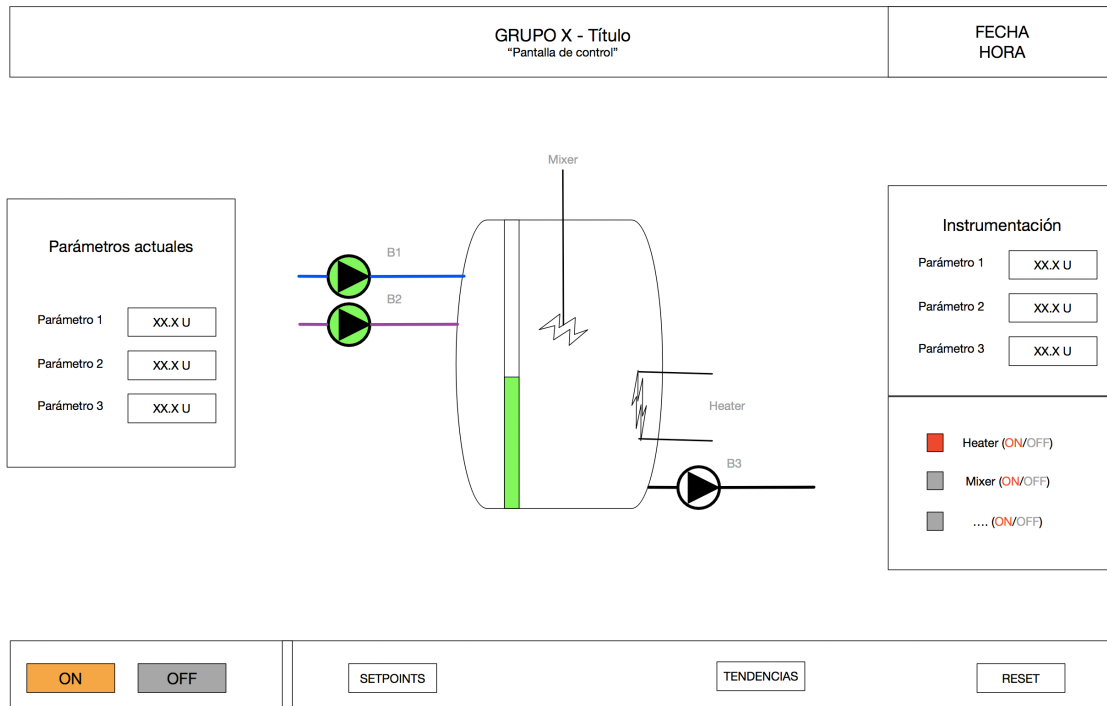 GRUPO X - Título
“Pantalla de control”
FECHA
HORA
Mixer
Parámetros actuales
Parámetro 1
XX.X U
Parámetro 2
XX.X U
Parámetro 3
XX.X U
B1
B2
Heater
B3
Instrumentación
Parámetro 1
XX.X U
Parámetro 2
XX.X U
Parámetro 3
XX.X U
Heater (ON/OFF)
Mixer (ON/OFF)
.... (ON/OFF)
ON
OFF
SETPOINTS
TENDENCIAS
RESET